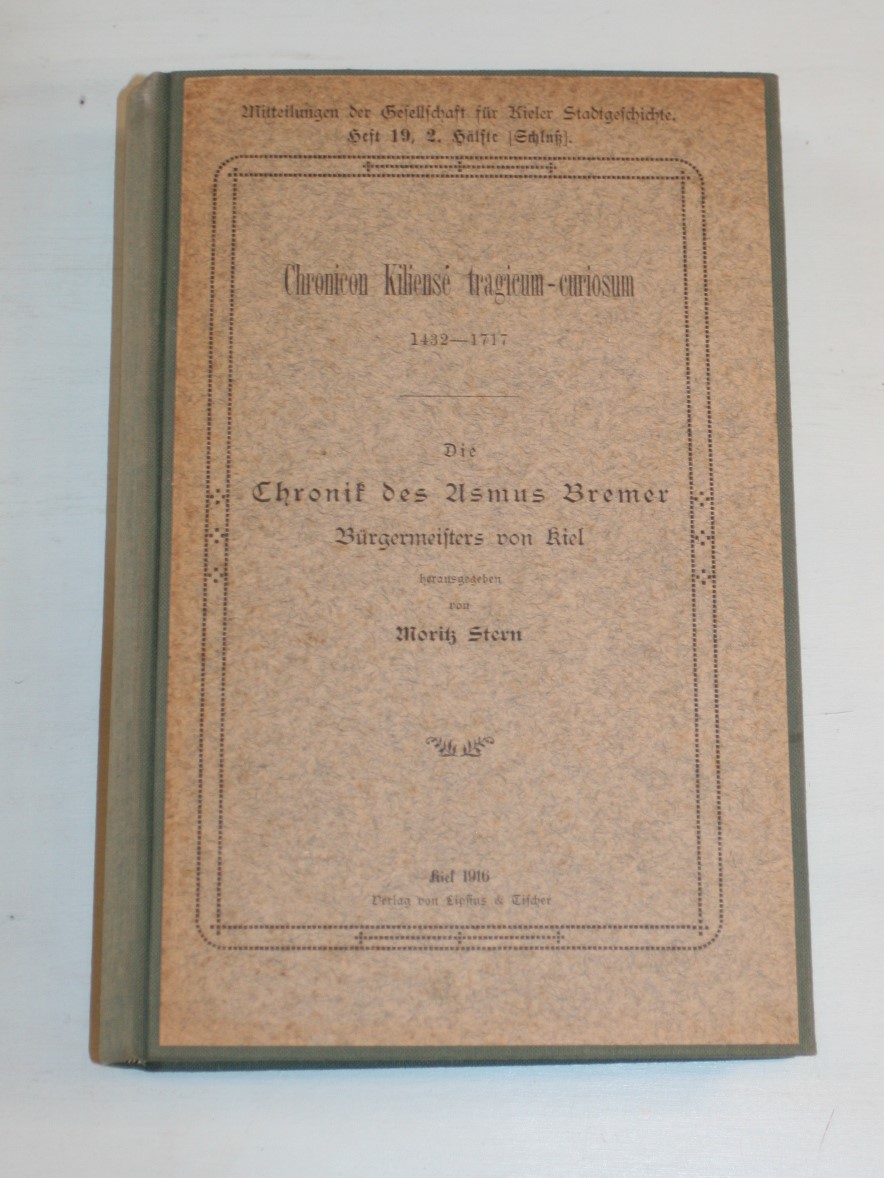 Mitteilungen der Gesellschaft für Kieler Stadtgeschichte.
Heft 19, 2. Hälfte (Schluß).
Chronicon Kiliense tragicum-curiosum
1432—1717
Die
Chronik des Asmus Bremer
Bürgermeisters von Kiel
herausgegeben
von
Moritz Stern
Kiel 1916
Verlag von Lipsius & Tischer